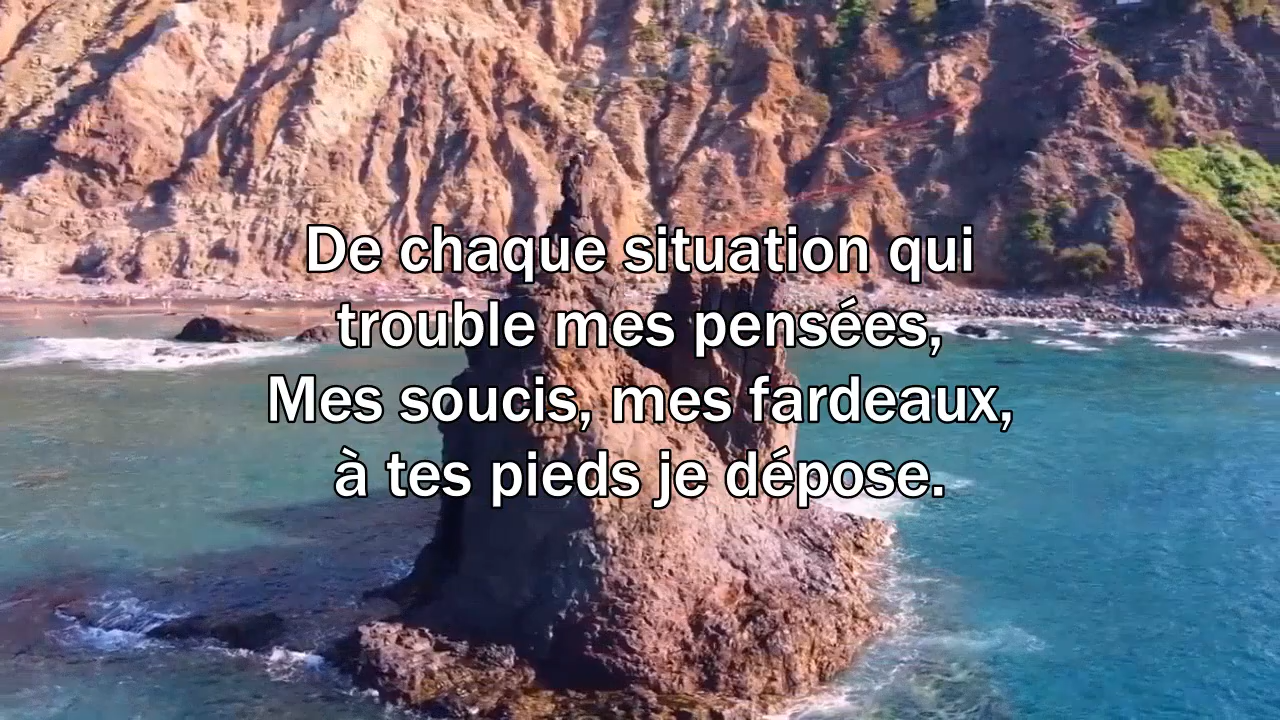 De chaque situation qui
trouble mes pensées,
Mes soucis, mes fardeaux,
à tes pieds je dépose.